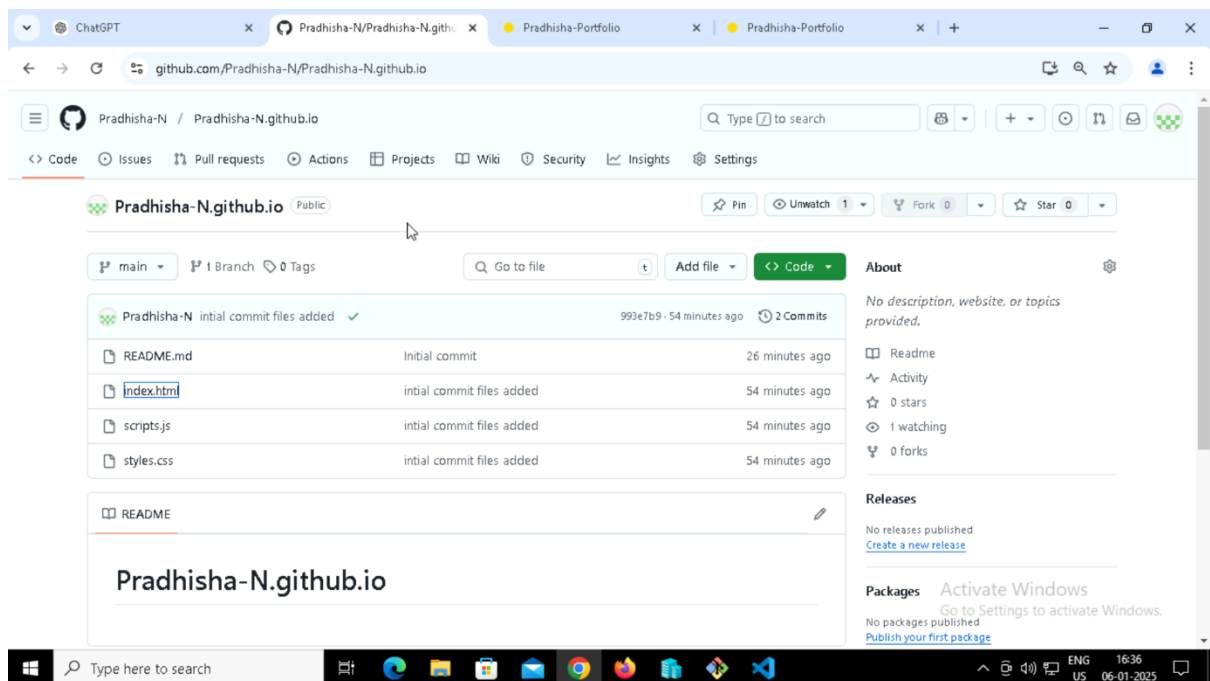 ChatGPT
Pradhisha-N/Pradhisha-N.githu
Pradhisha-Portfolio
Pradhisha-Portfolio
github.com/Pradhisha-N/Pradhisha-N.github.io
Pradhisha-N / Pradhisha-N.github.io
Type / to search
Code Issues Pull requests Actions Projects Wiki Security Insights Settings
Pradhisha-N.github.io Public
Pin Unwatch 1 Fork 0 Star 0
main 1 Branch 0 Tags Go to file t Add file Code
About
No description, website, or topics
provided.
Pradhisha-N intial commit files added 993e7b9 · 54 minutes ago 2 Commits
README.md Initial commit 26 minutes ago
index.html intial commit files added 54 minutes ago
scripts.js intial commit files added 54 minutes ago
styles.css intial commit files added 54 minutes ago
Readme
Activity
0 stars
1 watching
0 forks
README
Pradhisha-N.github.io
Releases
No releases published
Create a new release
Packages
No packages published
Publish your first package
Activate Windows
Go to Settings to activate Windows.
Type here to search
ENG
US
16:36
06-01-2025